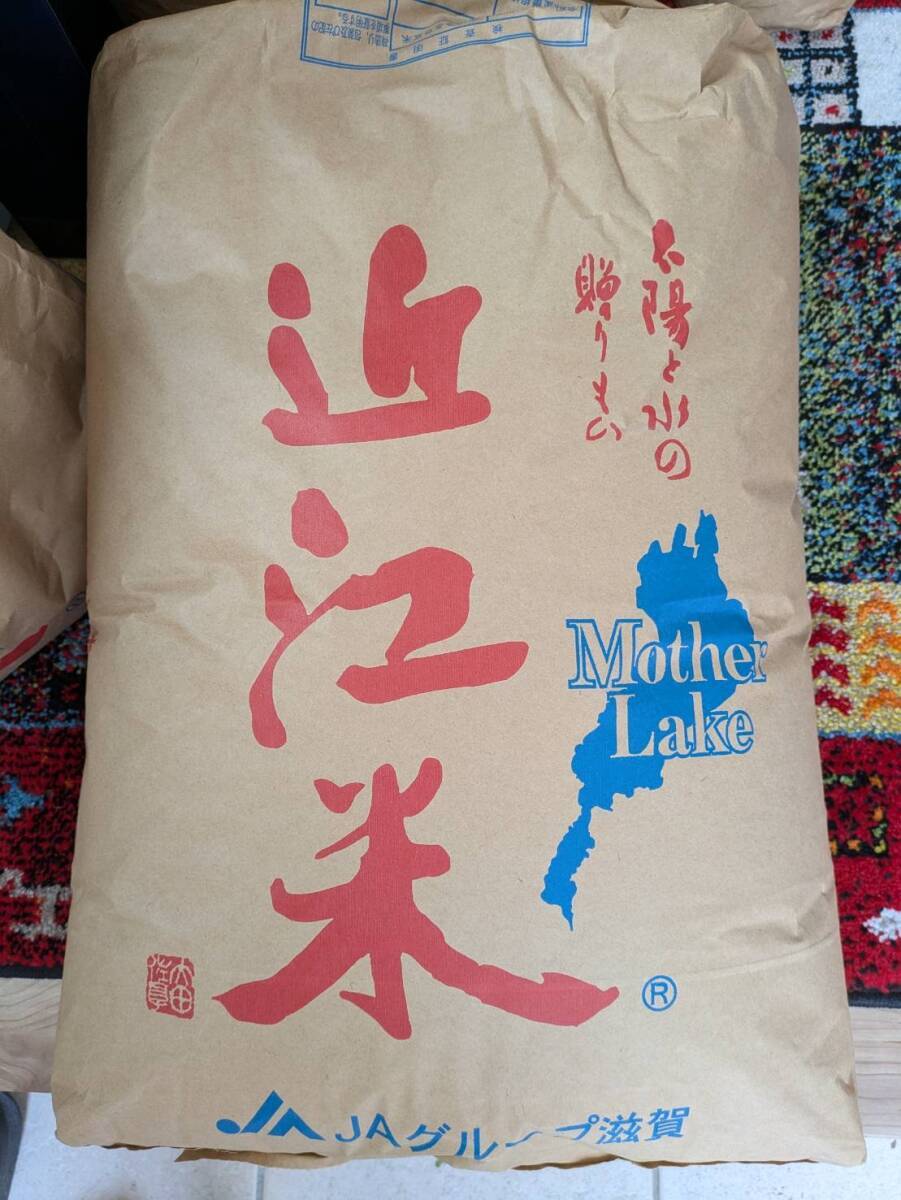 近江米
太陽と水の
贈りもの
Mother
Lake
®
JAグループ滋賀